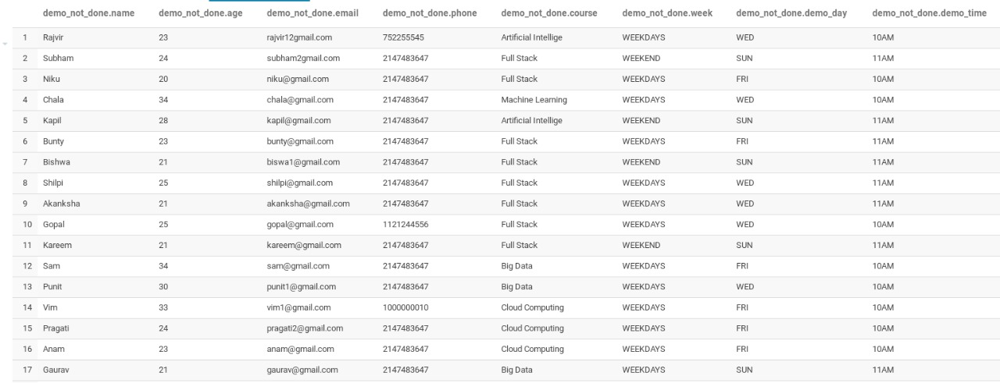 demo_not_done.name demo_not_done.age demo_not_done.email demo_not_done.phone demo_not_done.course demo_not_done.week demo_not_done.demo_day demo_not_done.demo_time
1 Rajvir 23 rajvir12gmail.com 752255545 Artificial Intellige WEEKDAYS WED 10AM
2 Subham 24 subham2gmail.com 2147483647 Full Stack WEEKEND SUN 11AM
3 Niku 20 niku@gmail.com 2147483647 Full Stack WEEKDAYS FRI 10AM
4 Chala 34 chala@gmail.com 2147483647 Machine Learning WEEKDAYS WED 10AM
5 Kapil 28 kapil@gmail.com 2147483647 Artificial Intellige WEEKEND SUN 11AM
6 Bunty 23 bunty@gmail.com 2147483647 Full Stack WEEKDAYS FRI 11AM
7 Bishwa 21 biswa1@gmail.com 2147483647 Full Stack WEEKEND SUN 11AM
8 Shilpi 25 shilpi@gmail.com 2147483647 Full Stack WEEKDAYS WED 11AM
9 Akanksha 21 akanksha@gmail.com 2147483647 Full Stack WEEKDAYS WED 11AM
10 Gopal 25 gopal@gmail.com 1121244556 Full Stack WEEKDAYS WED 10AM
11 Kareem 21 kareem@gmail.com 2147483647 Full Stack WEEKEND SUN 11AM
12 Sam 34 sam@gmail.com 2147483647 Big Data WEEKDAYS FRI 10AM
13 Punit 30 punit1@gmail.com 2147483647 Big Data WEEKDAYS WED 10AM
14 Vim 33 vim1@gmail.com 1000000010 Cloud Computing WEEKDAYS FRI 10AM
15 Pragati 24 pragati2@gmail.com 2147483647 Cloud Computing WEEKDAYS FRI 10AM
16 Anam 23 anam@gmail.com 2147483647 Cloud Computing WEEKDAYS FRI 10AM
17 Gaurav 21 gaurav@gmail.com 2147483647 Big Data WEEKDAYS SUN 11AM